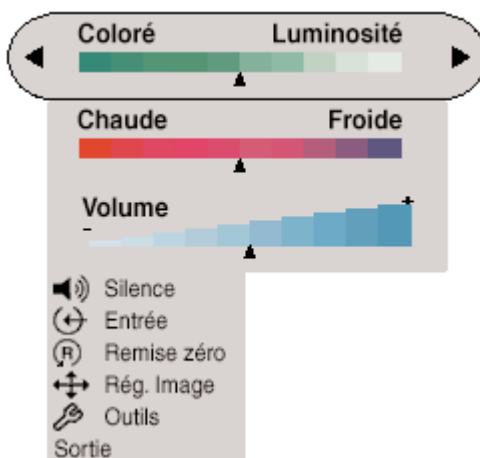 Coloré Luminosité
Chaude Froide
Volume
- +
Silence
Entrée
R Remise zéro
Rég. Image
Outils
Sortie